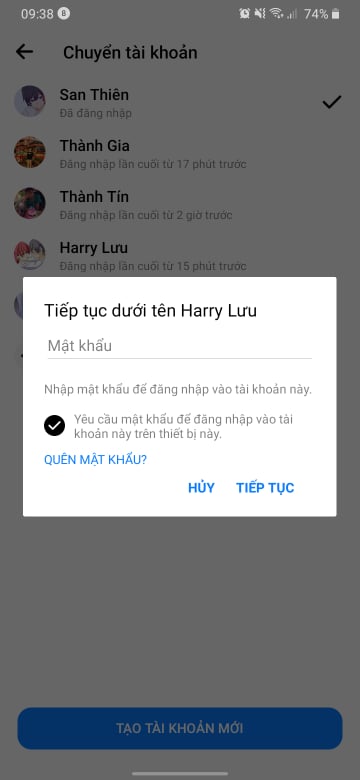 09:38
74%
Chuyển tài khoản
San Thiên
Đã đăng nhập
Thành Gia
Đăng nhập lần cuối từ 17 phút trước
Thành Tín
Đăng nhập lần cuối từ 2 giờ trước
Harry Lưu
Đăng nhập lần cuối từ 15 phút trước
Tiếp tục dưới tên Harry Lưu
Mật khẩu
Nhập mật khẩu để đăng nhập vào tài khoản này.
Yêu cầu mật khẩu để đăng nhập vào tài
khoản này trên thiết bị này.
QUÊN MẬT KHẨU?
HỦY TIẾP TỤC
TẠO TÀI KHOẢN MỚI